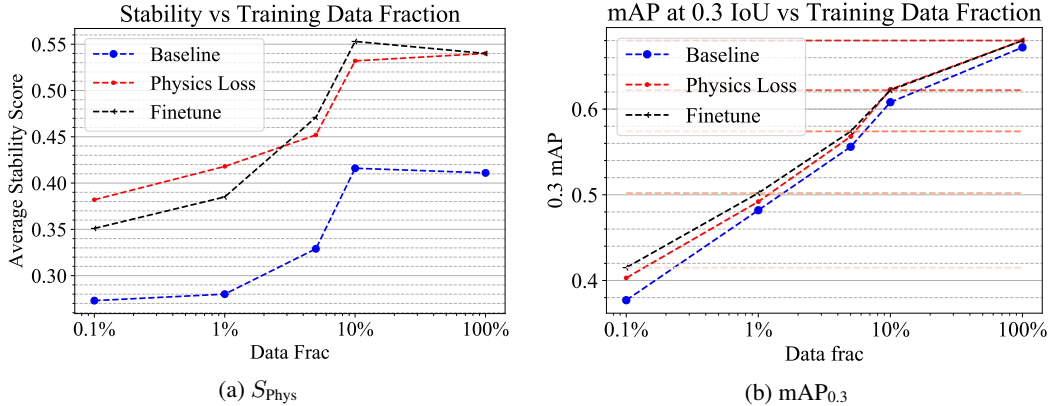 Stability vs Training Data Fraction
Average Stability Score
0.55
0.50
0.45
0.40
0.35
0.30
Baseline
Physics Loss
Finetune
0.1%
1%
10%
100%
Data Frac
(a) S_Phys
mAP at 0.3 IoU vs Training Data Fraction
0.3 mAP
0.6
0.5
0.4
Baseline
Physics Loss
Finetune
0.1%
1%
10%
100%
Data frac
(b) mAP_0.3